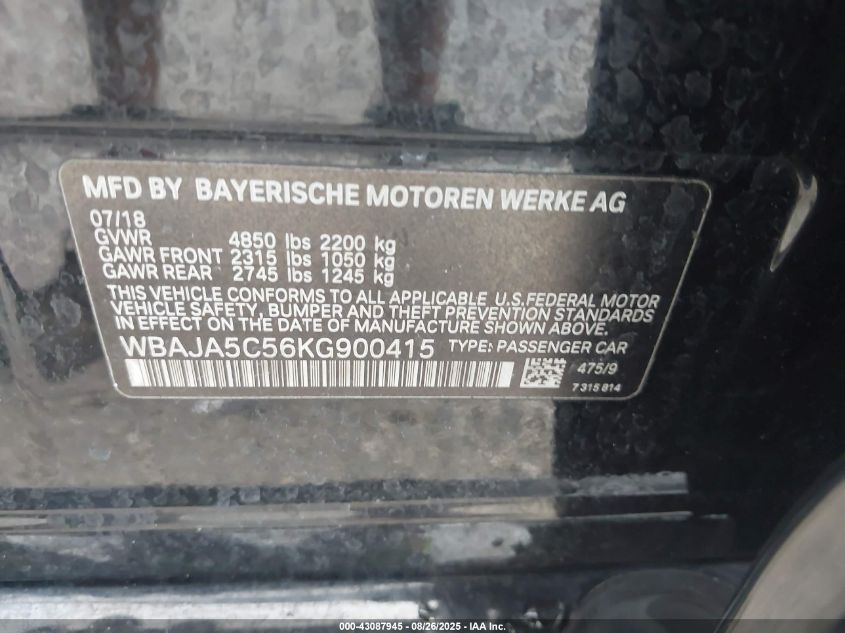 MFD BY BAYERISCHE MOTOREN WERKE AG
07/18
GVWR 4850 lbs 2200 kg
GAWR FRONT 2315 lbs 1050 kg
GAWR REAR 2745 lbs 1245 kg
THIS VEHICLE CONFORMS TO ALL APPLICABLE U.S.FEDERAL MOTOR
VEHICLE SAFETY, BUMPER AND THEFT PREVENTION STANDARDS
IN EFFECT ON THE DATE OF MANUFACTURE SHOWN ABOVE.
WBAJA5C56KG900415 TYPE: PASSENGER CAR
475/9
7 315 814
000-43087945 - 08/26/2025 - IAA Inc.